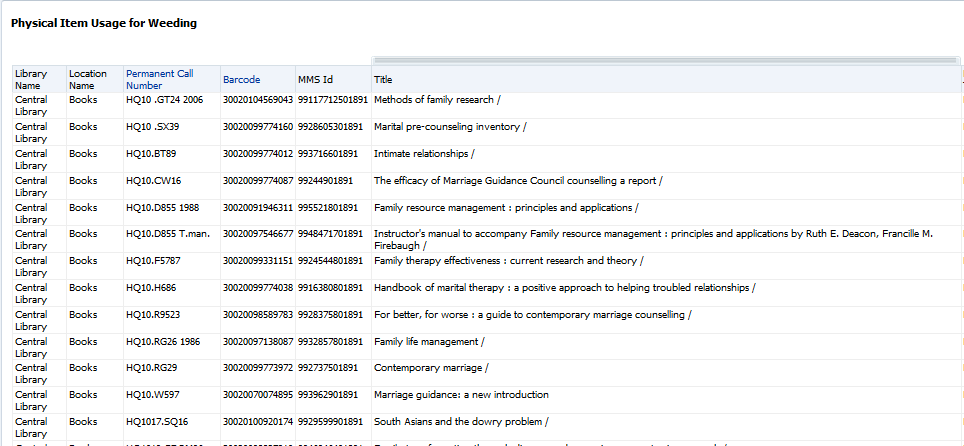 Physical Item Usage for Weeding
Library Name Location Name Permanent Call Number Barcode MMS Id Title
Central Library Books HQ10 .GT24 2006 30020104569043 99117712501891 Methods of family research /
Central Library Books HQ10 .SX39 30020099774160 9928605301891 Marital pre-counseling inventory /
Central Library Books HQ10.BT89 30020099774012 993716601891 Intimate relationships /
Central Library Books HQ10.CW16 30020099774087 99244901891 The efficacy of Marriage Guidance Council counselling a report /
Central Library Books HQ10.D855 1988 30020091946311 995521801891 Family resource management : principles and applications /
Central Library Books HQ10.D855 T.man. 30020097546677 9948471701891 Instructor's manual to accompany Family resource management : principles and applications by Ruth E. Deacon, Francille M. Firebaugh /
Central Library Books HQ10.F5787 30020099331151 9924544801891 Family therapy effectiveness : current research and theory /
Central Library Books HQ10.H686 30020099774038 9916380801891 Handbook of marital therapy : a positive approach to helping troubled relationships /
Central Library Books HQ10.R9523 30020098589783 9928375801891 For better, for worse : a guide to contemporary marriage counselling /
Central Library Books HQ10.RG26 1986 30020097138087 9932857801891 Family life management /
Central Library Books HQ10.RG29 30020099773972 992737501891 Contemporary marriage /
Central Library Books HQ10.W597 30020070074895 993962901891 Marriage guidance: a new introduction
Central Library Books HQ1017.SQ16 30020100920174 9929599901891 South Asians and the dowry problem /